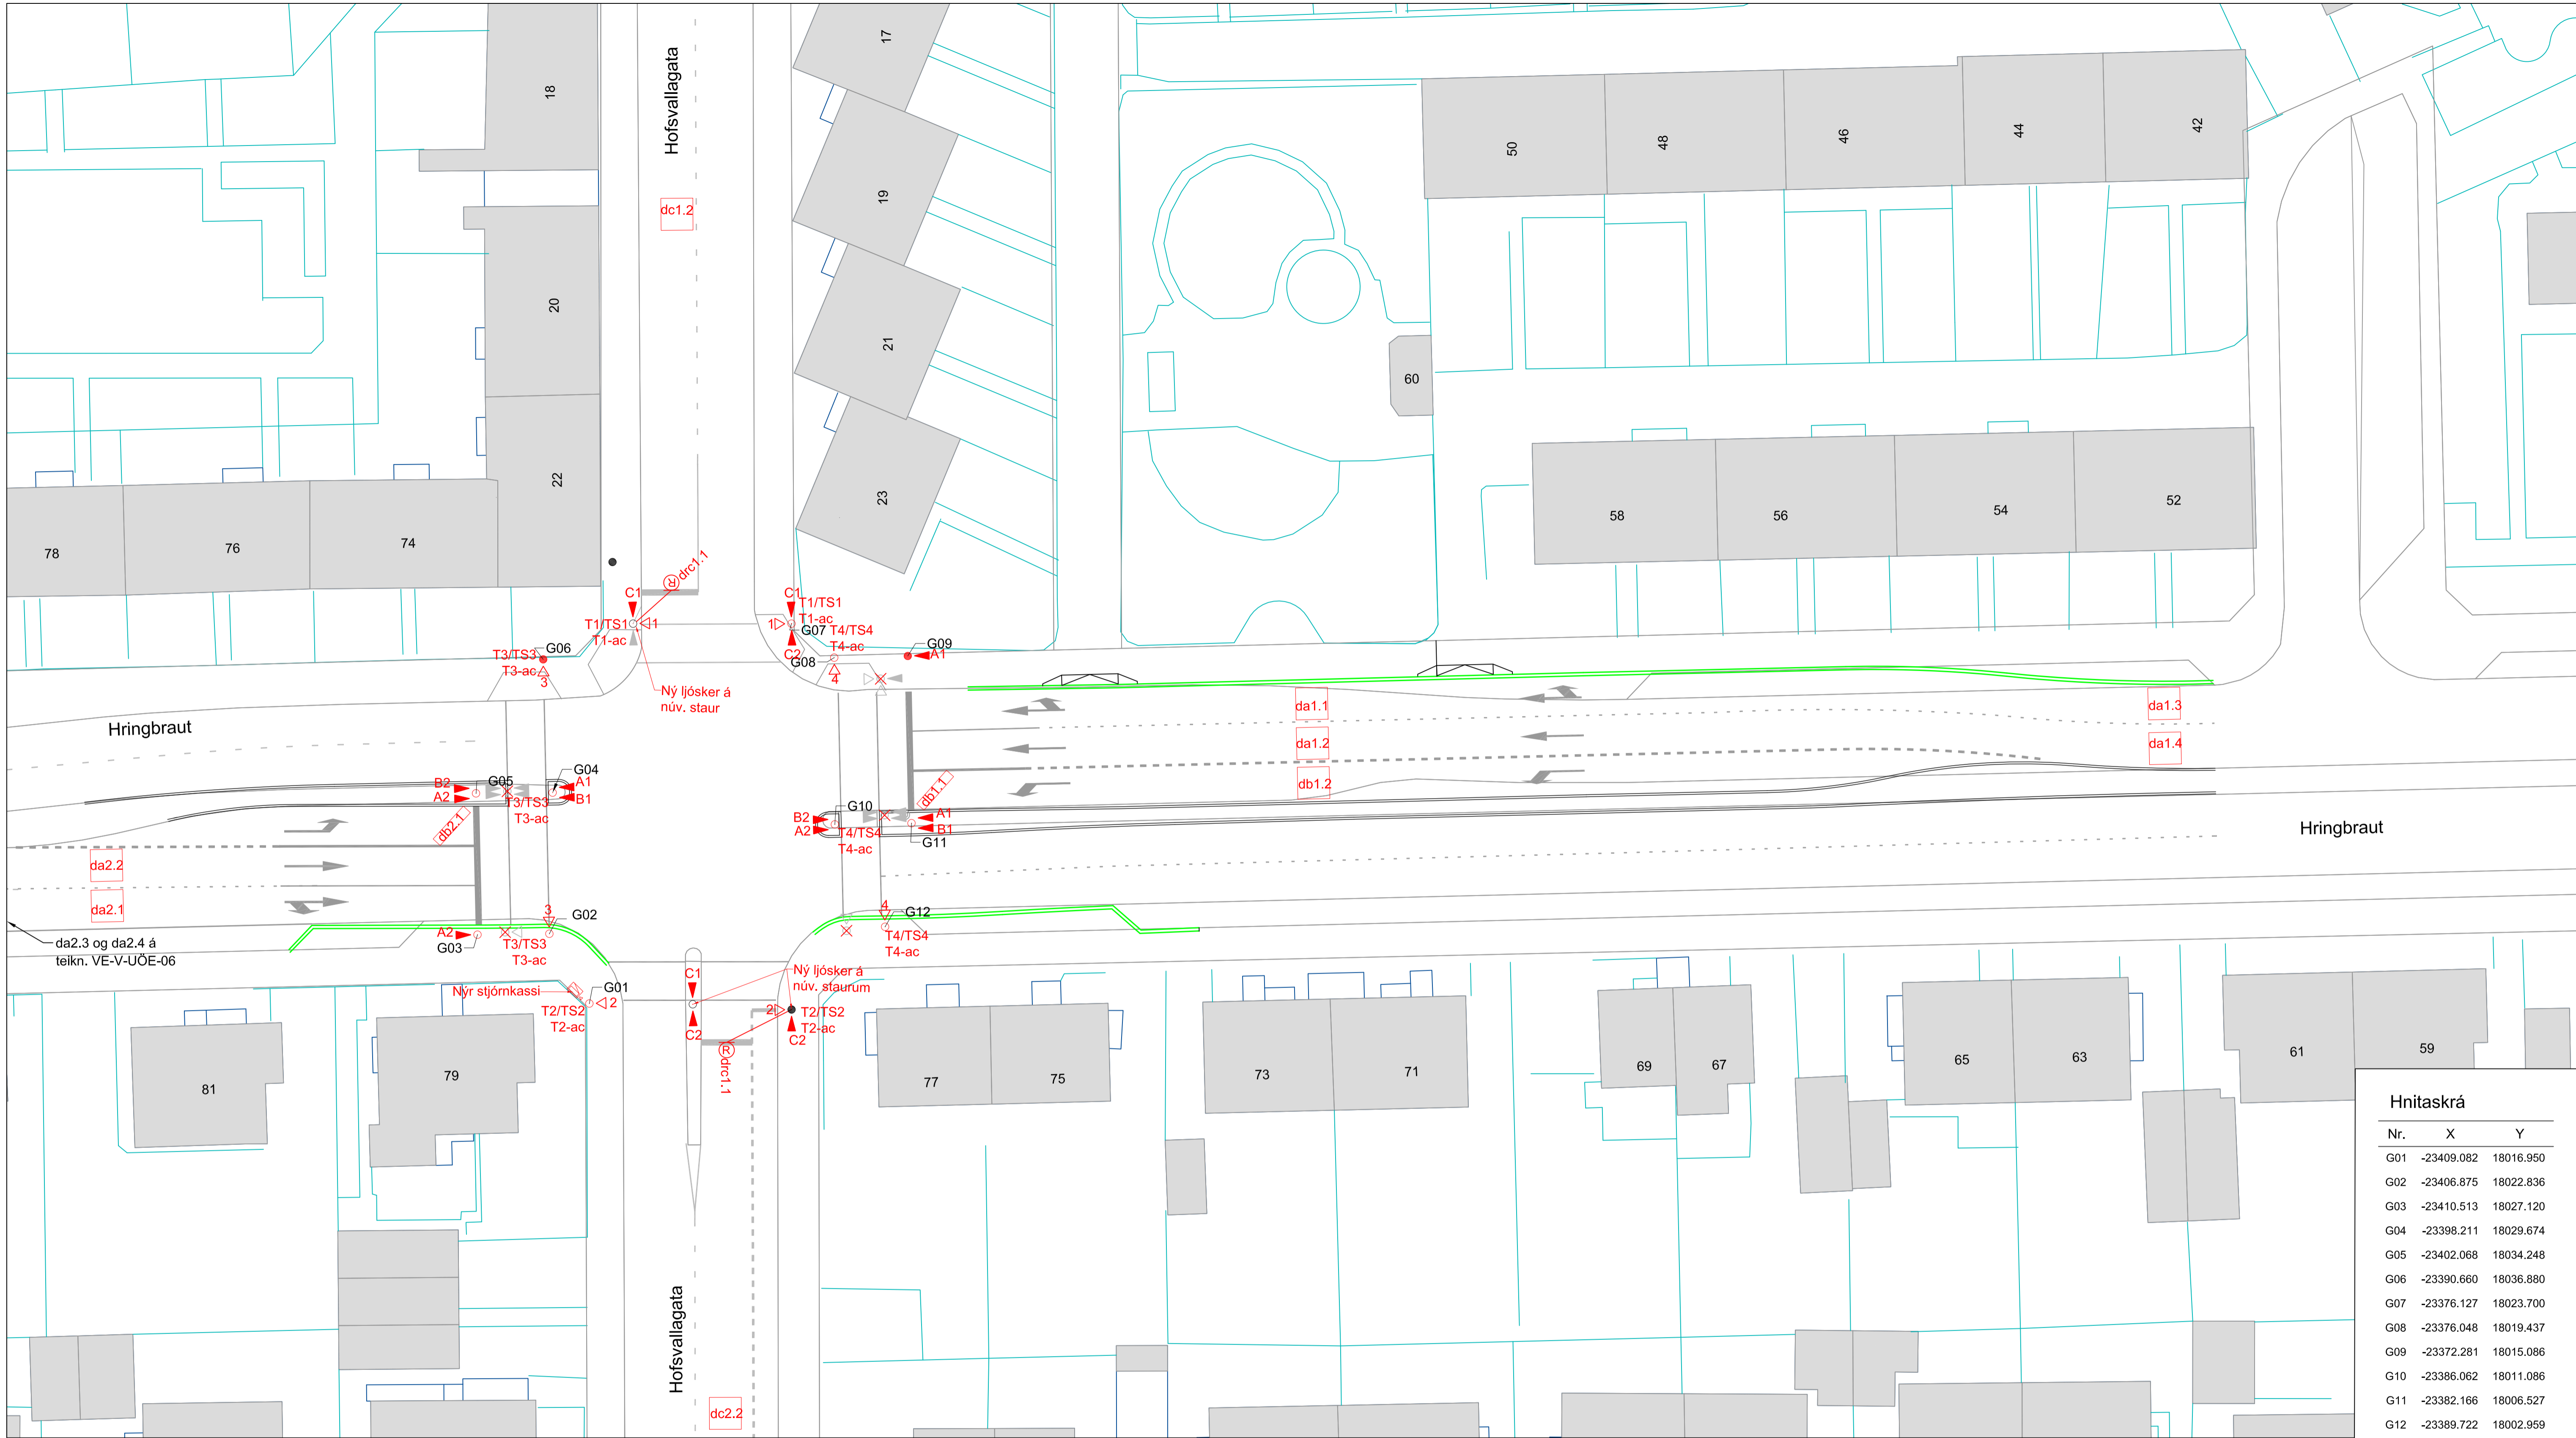 Hofsvallagata
17
18
dc1.2
19
50
48
46
44
42
20
21
60
22
23
78
76
74
58
56
54
52
drc1.1
R
C1
T1/TS1
T1-ac
1
C1
T1/TS1
T1-ac
1
G07
C2
T4/TS4
T4-ac
G08
4
G09
A1
G06
T3/TS3
T3-ac
3
Ný ljósker á
núv. staur
Hringbraut
da1.1
da1.2
db1.2
da1.3
da1.4
B2
A2
G05
G04
A1
B1
T3/TS3
T3-ac
db2.1
db1.1
B2
A2
G10
T4/TS4
T4-ac
A1
B1
G11
Hringbraut
da2.2
da2.1
da2.3 og da2.4 á
teikn. VE-V-UÖE-06
A2
G03
3
G02
T3/TS3
T3-ac
4
G12
T4/TS4
T4-ac
Nýr stjórnkassi
G01
2
T2/TS2
T2-ac
C1
C2
Ný ljósker á
núv. staurum
2
T2/TS2
T2-ac
C2
R
drc1.1
81
79
77
75
73
71
69
67
65
63
61
59
Hofsvallagata
dc2.2
Hnitaskrá
Nr. X Y
G01 -23409.082 18016.950
G02 -23406.875 18022.836
G03 -23410.513 18027.120
G04 -23398.211 18029.674
G05 -23402.068 18034.248
G06 -23390.660 18036.880
G07 -23376.127 18023.700
G08 -23376.048 18019.437
G09 -23372.281 18015.086
G10 -23386.062 18011.086
G11 -23382.166 18006.527
G12 -23389.722 18002.959